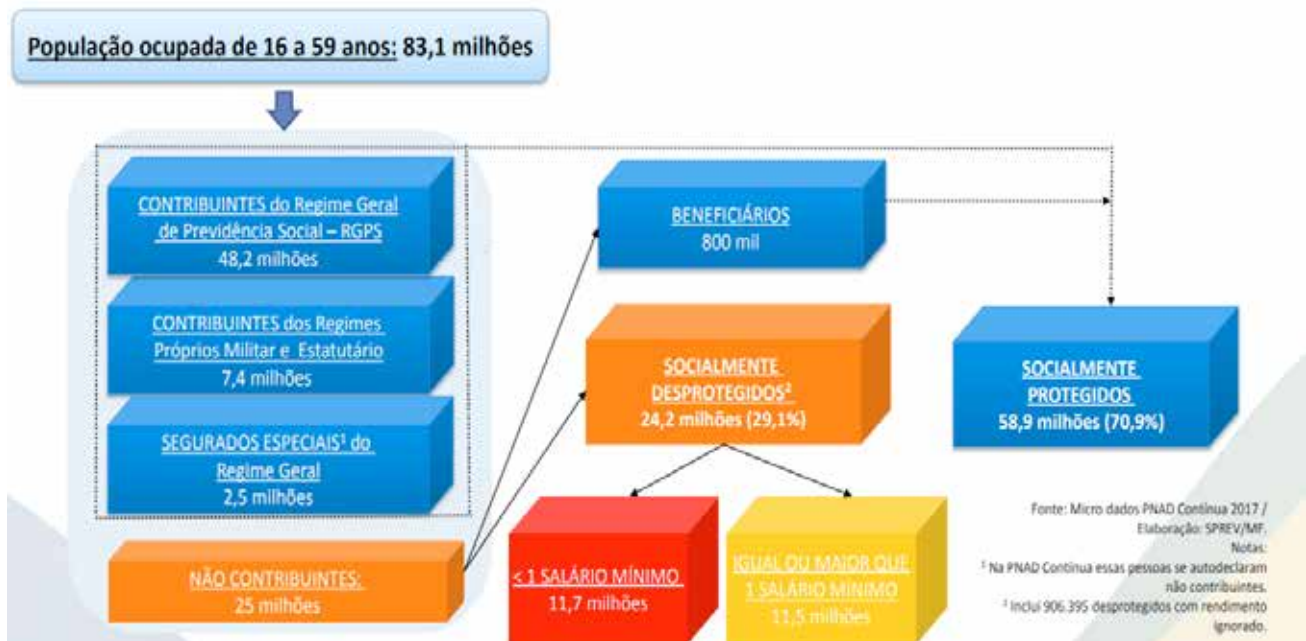 População ocupada de 16 a 59 anos: 83,1 milhões
CONTRIBUINTES do Regime Geral
de Previdência Social – RGPS
48,2 milhões
CONTRIBUINTES dos Regimes
Próprios Militar e Estatutário
7,4 milhões
SEGURADOS ESPECIAIS¹ do
Regime Geral
2,5 milhões
NÃO CONTRIBUINTES:
25 milhões
BENEFICIÁRIOS
800 mil
SOCIALMENTE
DESPROTEGIDOS²
24,2 milhões (29,1%)
< 1 SALÁRIO MÍNIMO
11,7 milhões
IGUAL OU MAIOR QUE
1 SALÁRIO MÍNIMO
11,5 milhões
SOCIALMENTE
PROTEGIDOS
58,9 milhões (70,9%)
Fonte: Micro dados PNAD Contínua 2017 /
Elaboração: SPREV/MF.
Notas:
¹ Na PNAD Contínua essas pessoas se autodeclaram
não contribuintes.
² Inclui 906.395 desprotegidos com rendimento
ignorado.